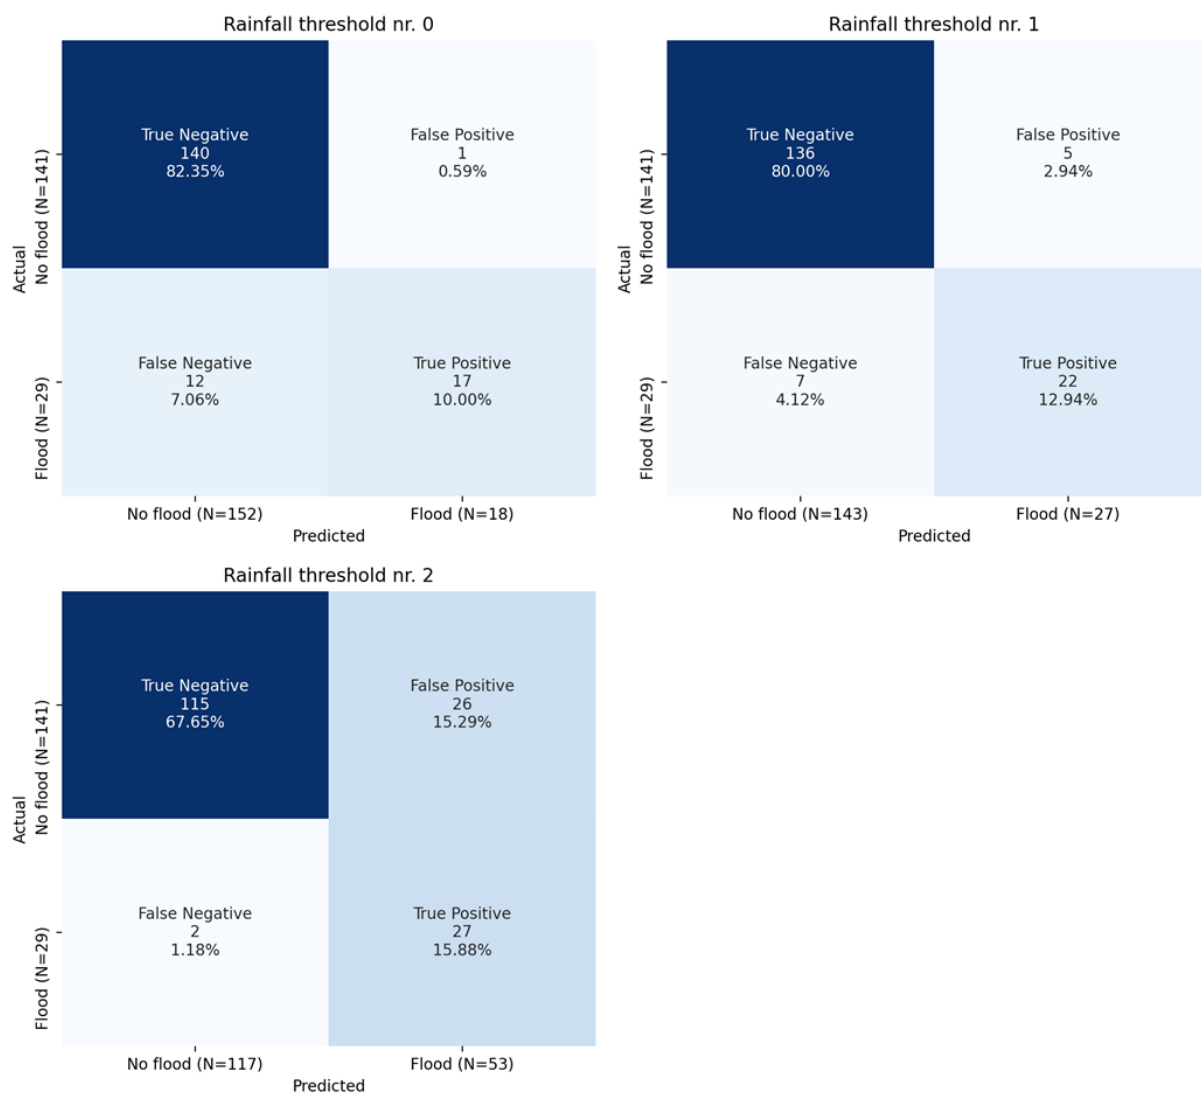 Rainfall threshold nr. 0
True Negative
140
82.35%
False Positive
1
0.59%
False Negative
12
7.06%
True Positive
17
10.00%
Actual
No flood (N=141)
Flood (N=29)
No flood (N=152)
Flood (N=18)
Predicted
Rainfall threshold nr. 1
True Negative
136
80.00%
False Positive
5
2.94%
False Negative
7
4.12%
True Positive
22
12.94%
Actual
No flood (N=141)
Flood (N=29)
No flood (N=143)
Flood (N=27)
Predicted
Rainfall threshold nr. 2
True Negative
115
67.65%
False Positive
26
15.29%
False Negative
2
1.18%
True Positive
27
15.88%
Actual
No flood (N=141)
Flood (N=29)
No flood (N=117)
Flood (N=53)
Predicted